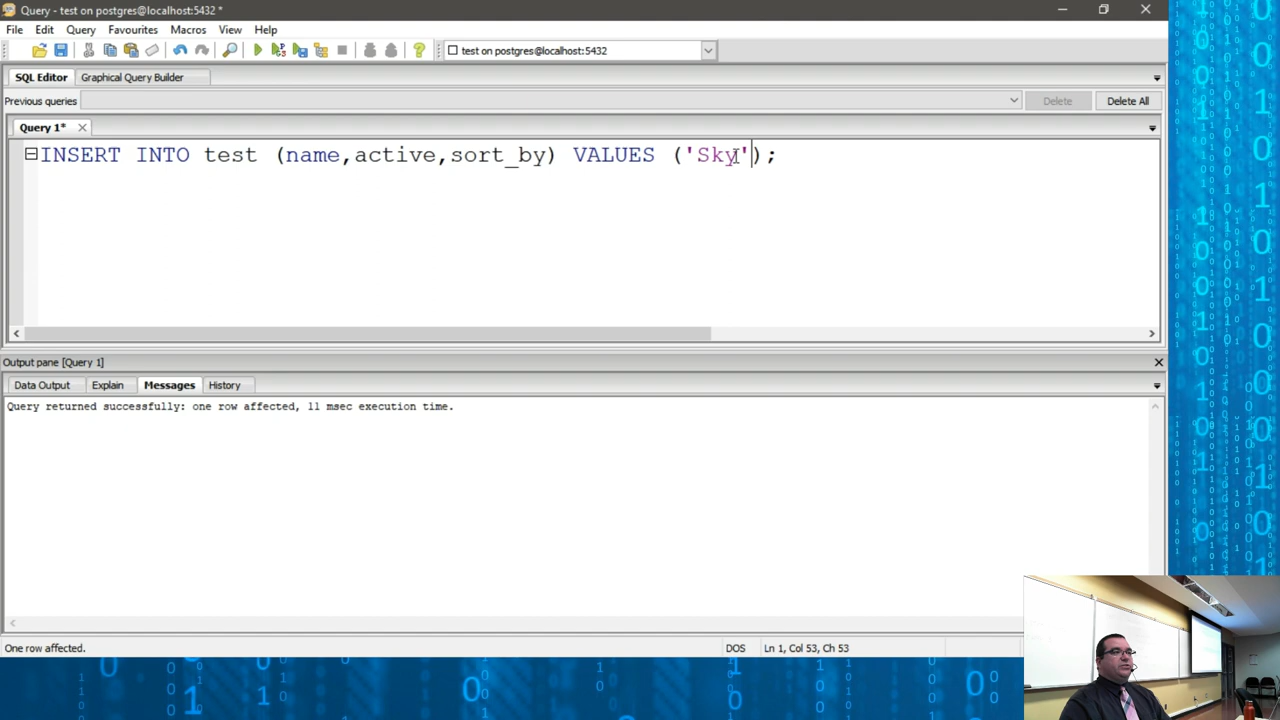 Query - test on postgres@localhost:5432 *
File Edit Query Favourites Macros View Help
test on postgres@localhost:5432
SQL Editor Graphical Query Builder
Previous queries Delete Delete All
Query 1*
INSERT INTO test (name,active,sort_by) VALUES ('Sky');
Output pane [Query 1]
Data Output Explain Messages History
Query returned successfully: one row affected, 11 msec execution time.
One row affected. DOS Ln 1, Col 53, Ch 53